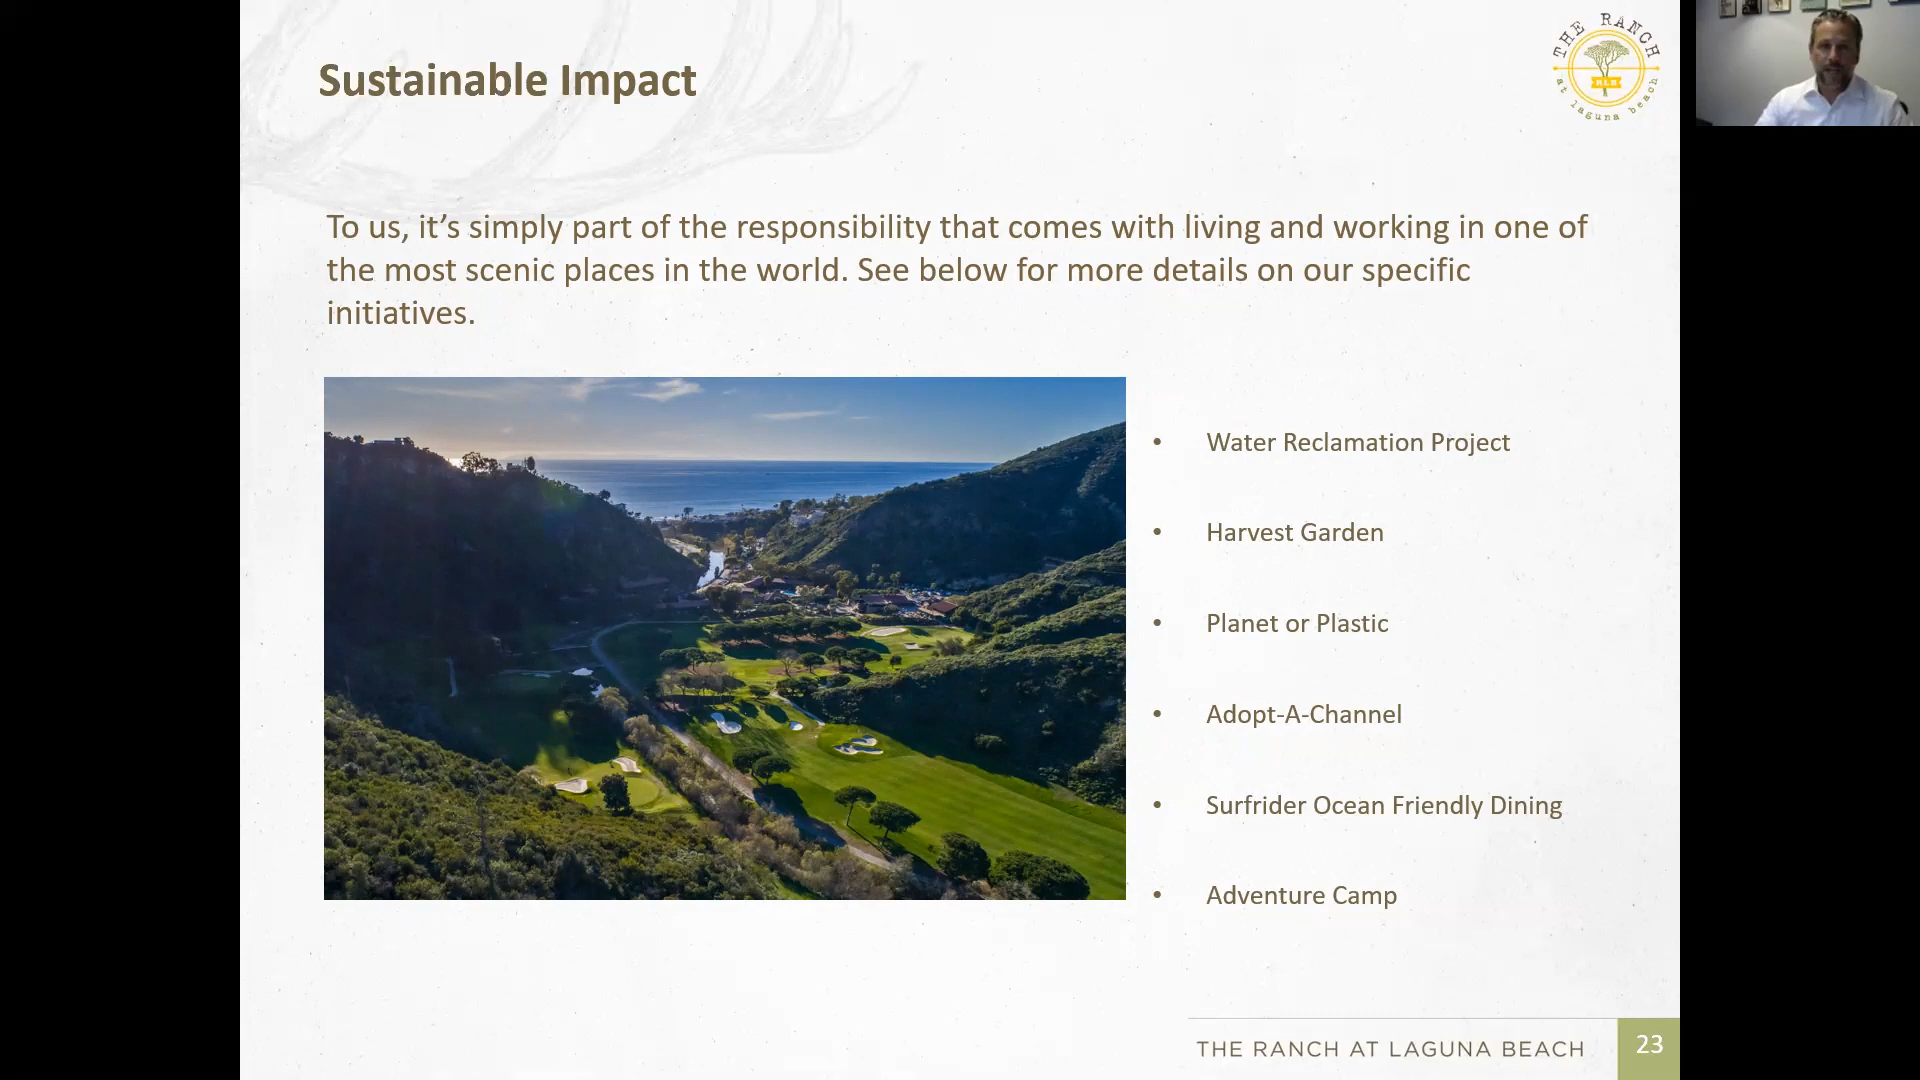 Sustainable Impact
THE RANCH
RLB
at laguna beach
To us, it’s simply part of the responsibility that comes with living and working in one of
the most scenic places in the world. See below for more details on our specific
initiatives.
• Water Reclamation Project
• Harvest Garden
• Planet or Plastic
• Adopt-A-Channel
• Surfrider Ocean Friendly Dining
• Adventure Camp
THE RANCH AT LAGUNA BEACH
23